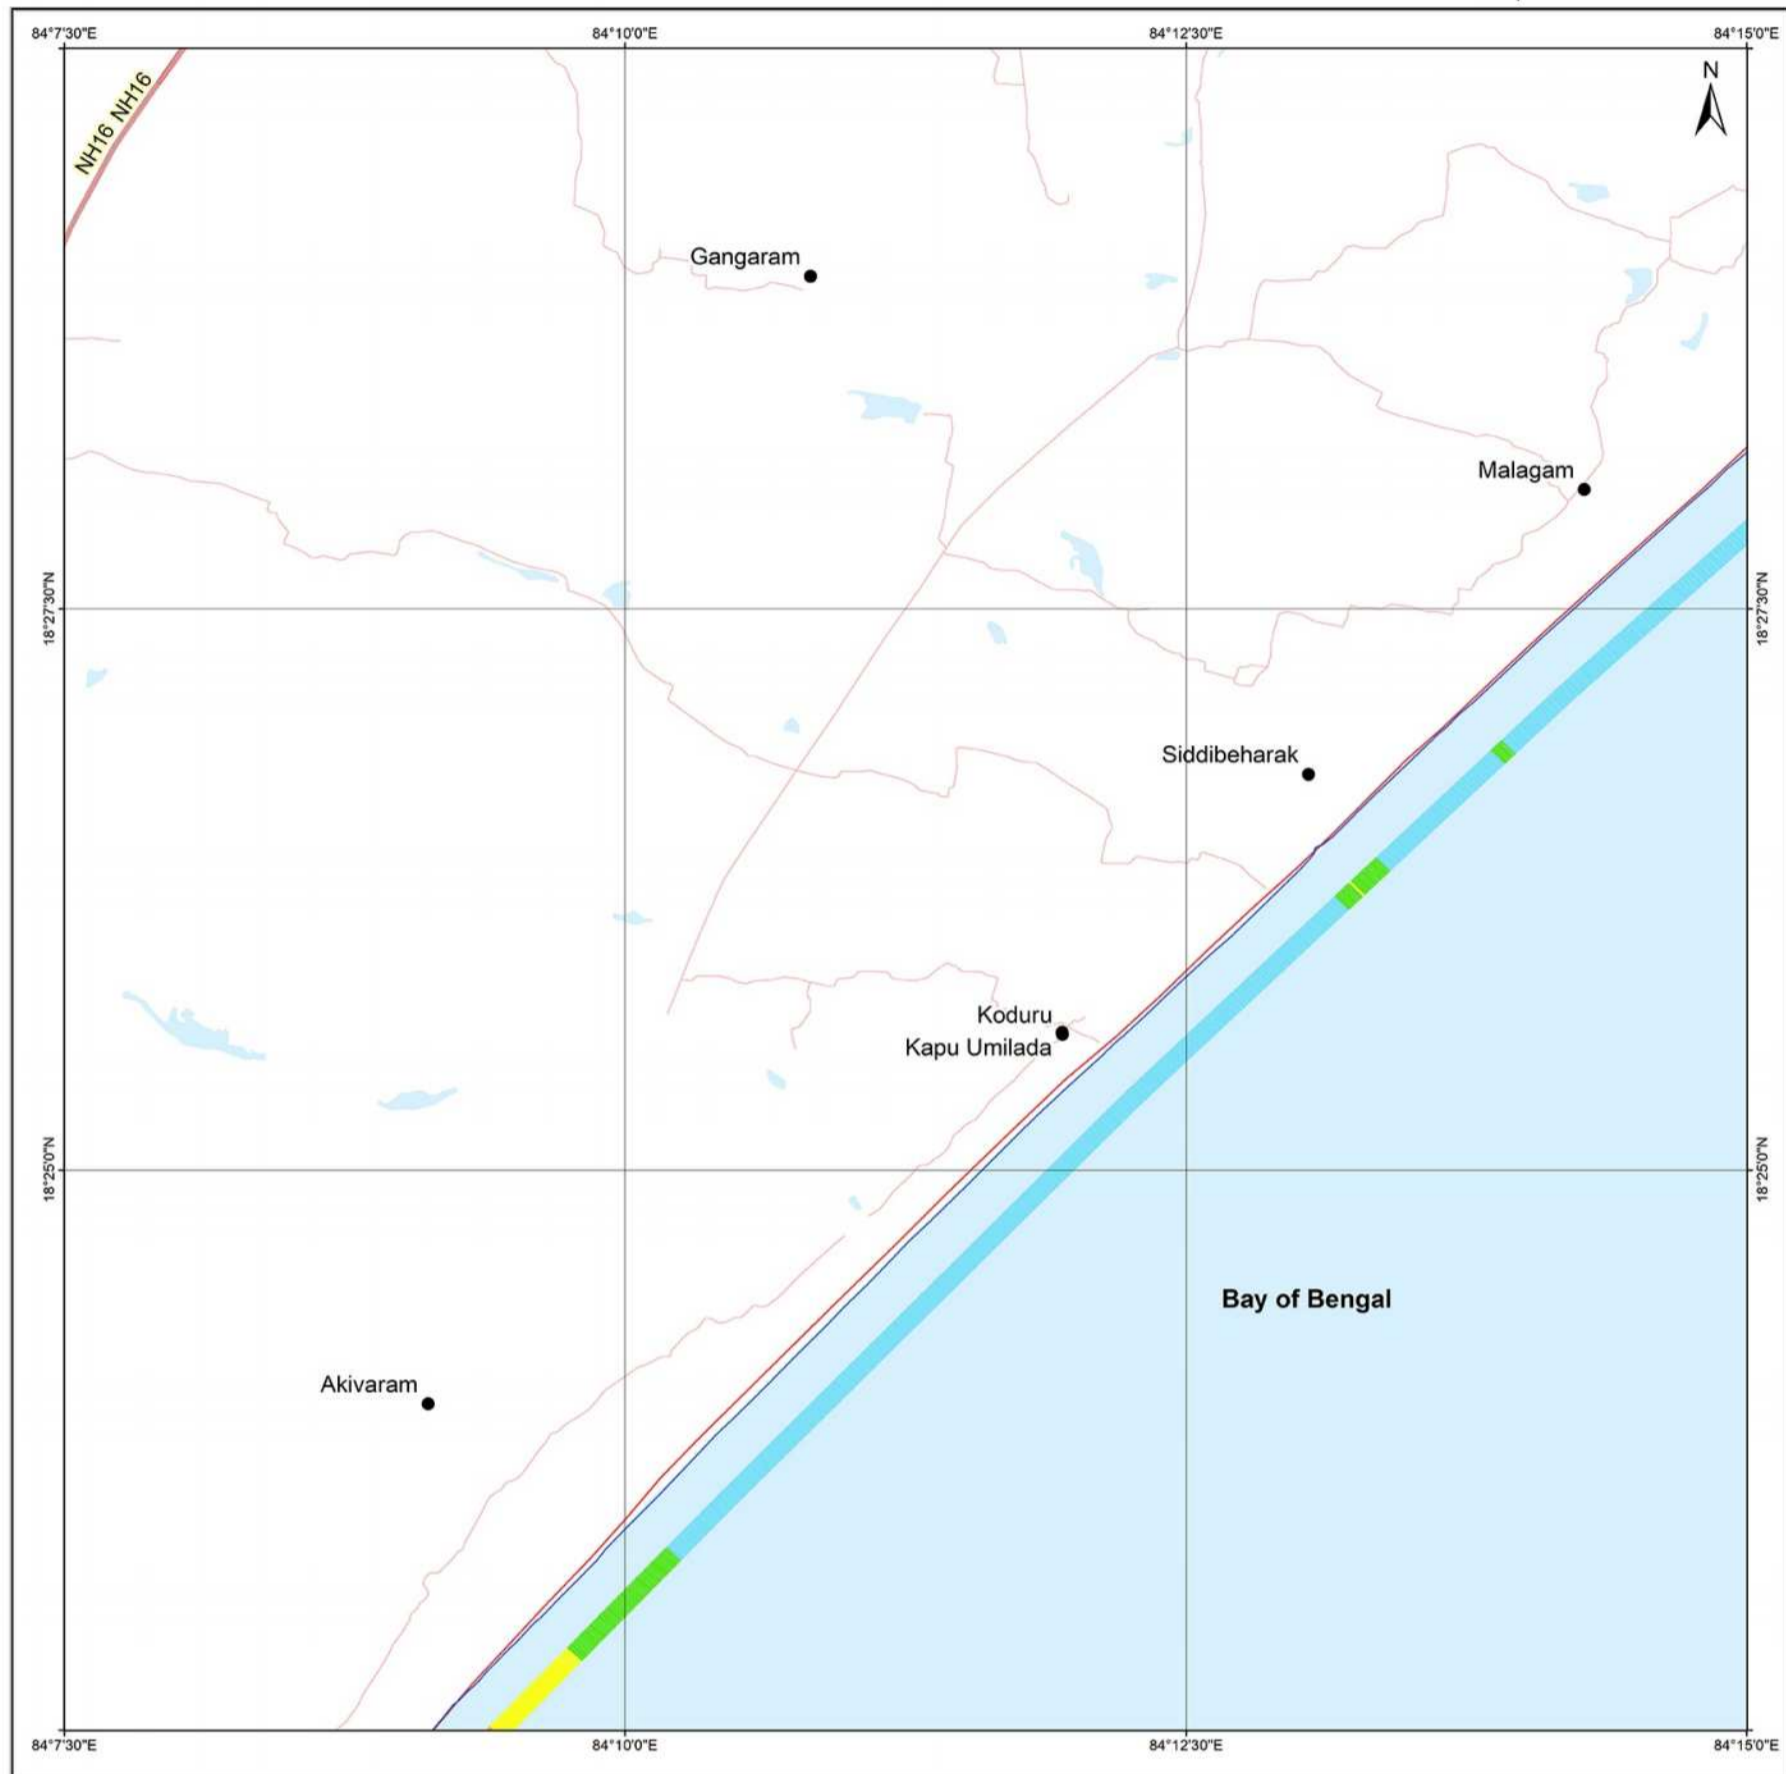 84°7'30"E
84°10'0"E
84°12'30"E
84°15'0"E
N
NH16 NH16
Gangaram
Malagam
18°27'30"N
18°27'30"N
Siddibeharak
Koduru
Kapu Umilada
18°25'0"N
18°25'0"N
Bay of Bengal
Akivaram
84°7'30"E
84°10'0"E
84°12'30"E
84°15'0"E